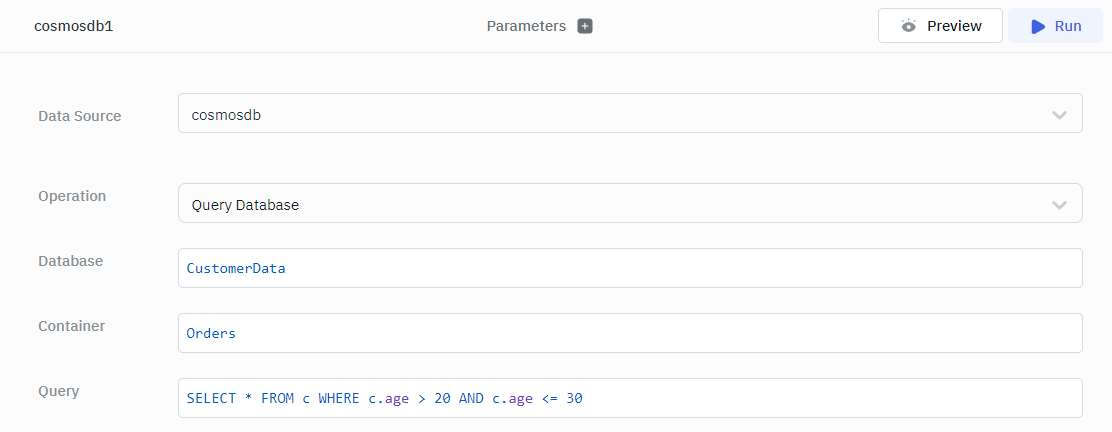 cosmosdb1 Parameters + Preview Run
Data Source cosmosdb
Operation Query Database
Database CustomerData
Container Orders
Query SELECT * FROM c WHERE c.age > 20 AND c.age <= 30